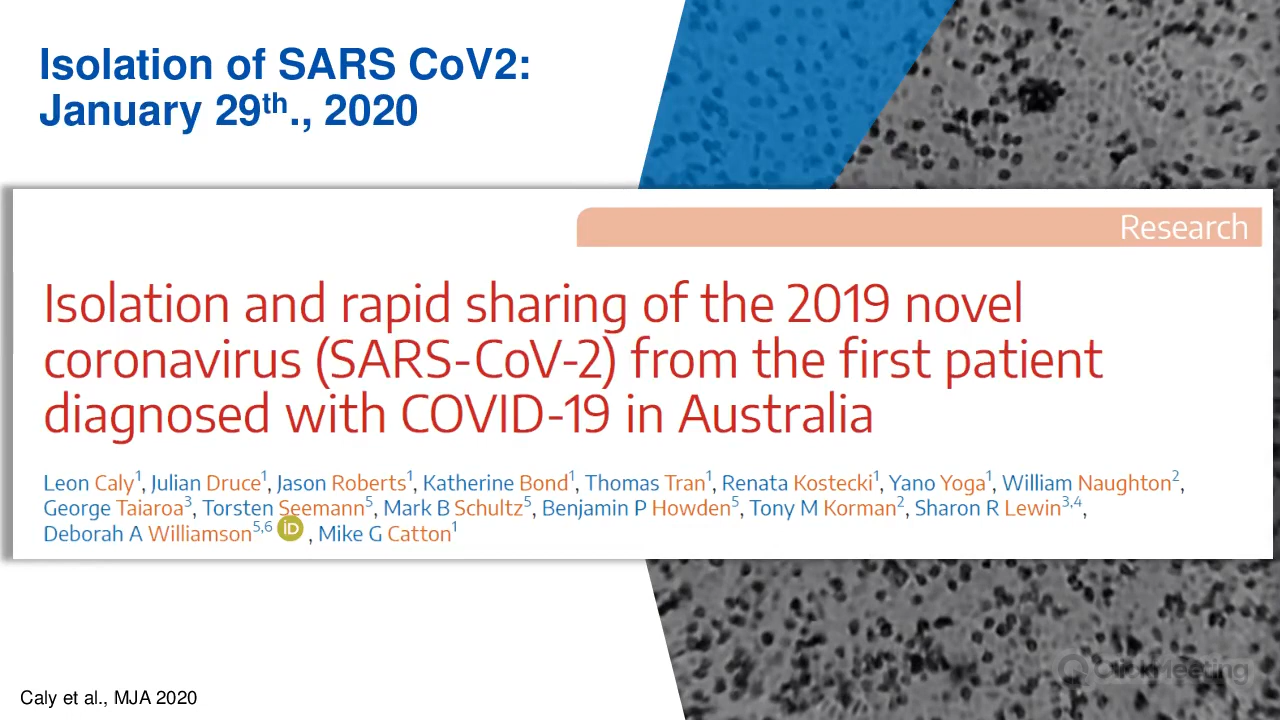 Isolation of SARS CoV2:
January 29th., 2020
Research
Isolation and rapid sharing of the 2019 novel
coronavirus (SARS-CoV-2) from the first patient
diagnosed with COVID-19 in Australia
Leon Caly1, Julian Druce1, Jason Roberts1, Katherine Bond1, Thomas Tran1, Renata Kostecki1, Yano Yoga1, William Naughton2,
George Taiaroa3, Torsten Seemann5, Mark B Schultz5, Benjamin P Howden5, Tony M Korman2, Sharon R Lewin3,4,
Deborah A Williamson5,6 iD , Mike G Catton1
ClickMeeting
Caly et al., MJA 2020